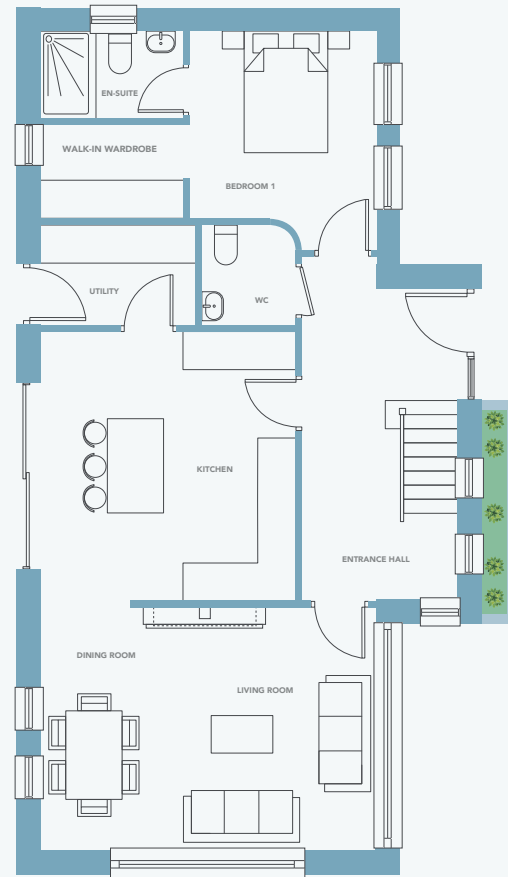 EN-SUITE
WALK-IN WARDROBE
BEDROOM 1
UTILITY
WC
KITCHEN
ENTRANCE HALL
DINING ROOM
LIVING ROOM